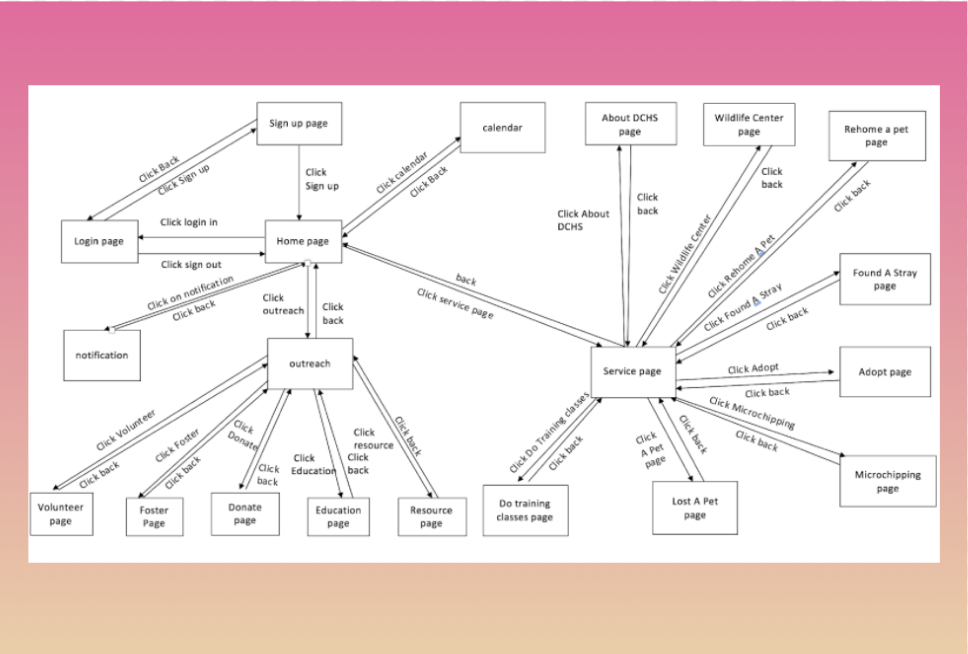 Sign up page
calendar
About DCHS
page
Wildlife Center
page
Rehome a pet
page
Click Back
Click Sign up
Click
Sign up
Click calendar
Click Back
Click About
DCHS
Click
back
Click Wildlife Center
Click
back
Click Rehome A Pet
Click back
Login page
Click login in
Click sign out
Home page
Click on notification
Click back
Click
outreach
Click
back
back
Click service page
Click Found A Stray
Click back
Found A Stray
page
notification
outreach
Service page
Click Adopt
Click back
Adopt page
Click Volunteer
Click back
Click Foster
Click back
Click
Donate
Click
back
Click
Education
Click
resource
Click
back
Click back
Click Do Training classes
Click back
Click
A Pet
page
Click back
Click Microchipping
Click back
Microchipping
page
Volunteer
page
Foster
Page
Donate
page
Education
page
Resource
page
Do training
classes page
Lost A Pet
page